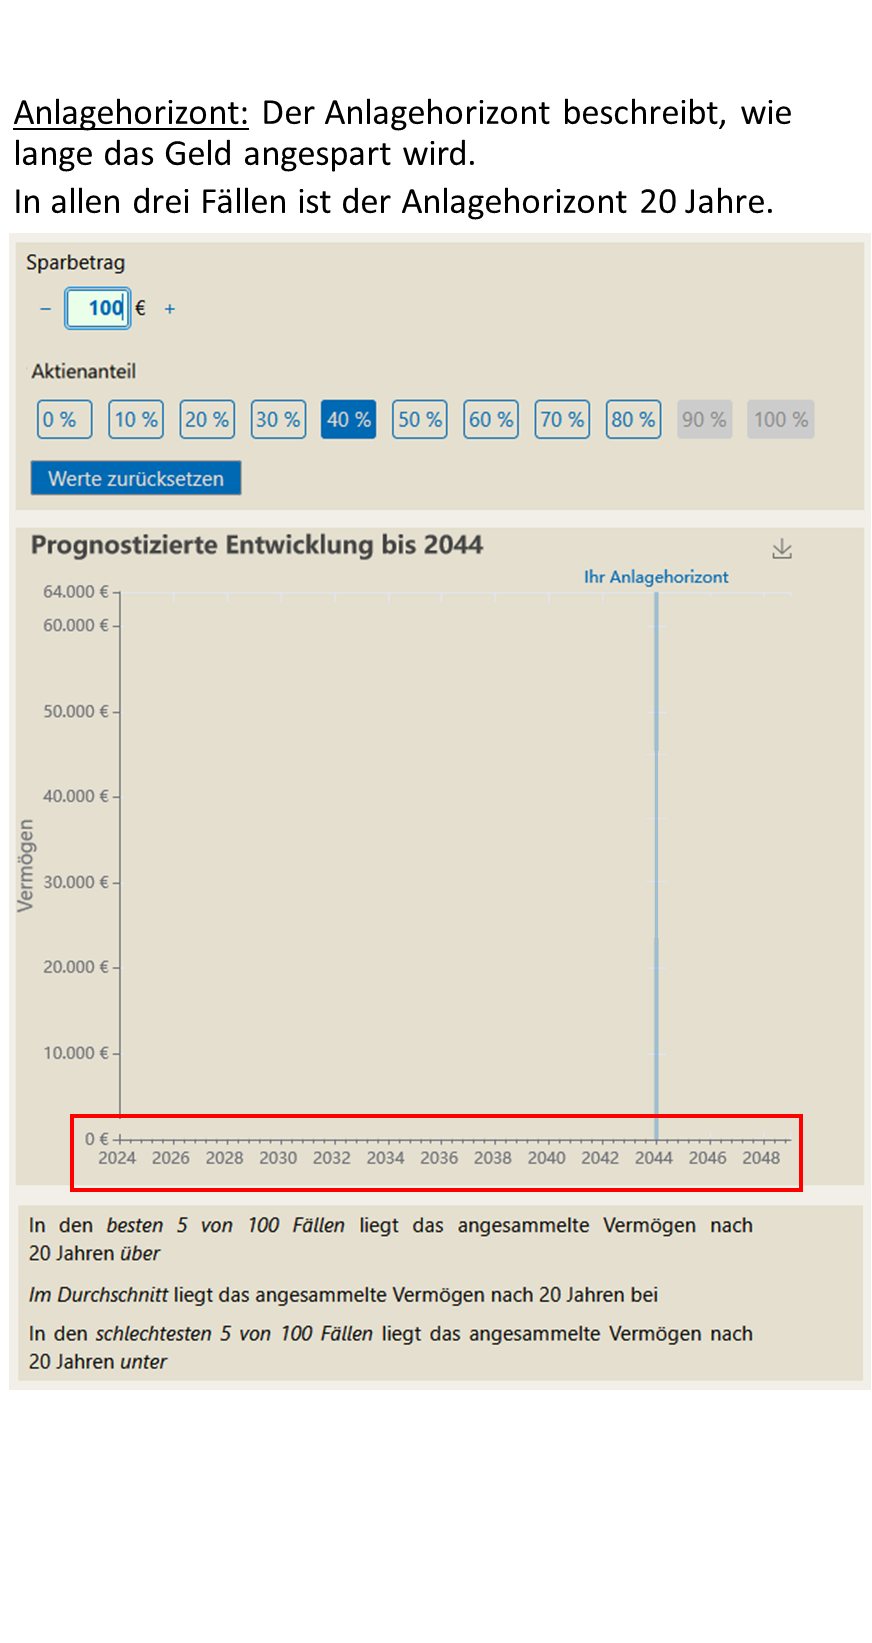 Anlagehorizont: Der Anlagehorizont beschreibt, wie
lange das Geld angespart wird.
In allen drei Fällen ist der Anlagehorizont 20 Jahre.
Sparbetrag
− 100 € +
Aktienanteil
0 % 10 % 20 % 30 % 40 % 50 % 60 % 70 % 80 % 90 % 100 %
Werte zurücksetzen
Prognostizierte Entwicklung bis 2044
Ihr Anlagehorizont
64.000 €
60.000 €
50.000 €
40.000 €
30.000 €
20.000 €
10.000 €
0 €
Vermögen
2024 2026 2028 2030 2032 2034 2036 2038 2040 2042 2044 2046 2048
In den besten 5 von 100 Fällen liegt das angesammelte Vermögen nach
20 Jahren über
Im Durchschnitt liegt das angesammelte Vermögen nach 20 Jahren bei
In den schlechtesten 5 von 100 Fällen liegt das angesammelte Vermögen nach
20 Jahren unter